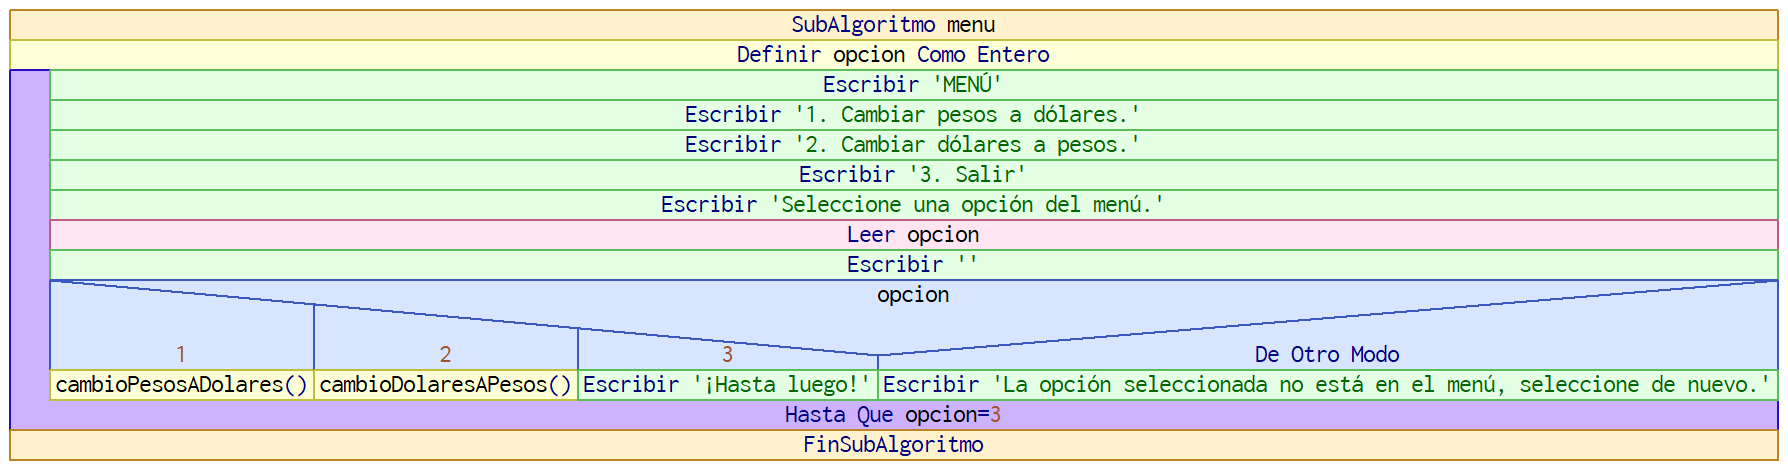 SubAlgoritmo menu
Definir opcion Como Entero
Escribir 'MENÚ'
Escribir '1. Cambiar pesos a dólares.'
Escribir '2. Cambiar dólares a pesos.'
Escribir '3. Salir'
Escribir 'Seleccione una opción del menú.'
Leer opcion
Escribir ''
opcion
1 2 3 De Otro Modo
cambioPesosADolares() cambioDolaresAPesos() Escribir '¡Hasta luego!' Escribir 'La opción seleccionada no está en el menú, seleccione de nuevo.'
Hasta Que opcion=3
FinSubAlgoritmo